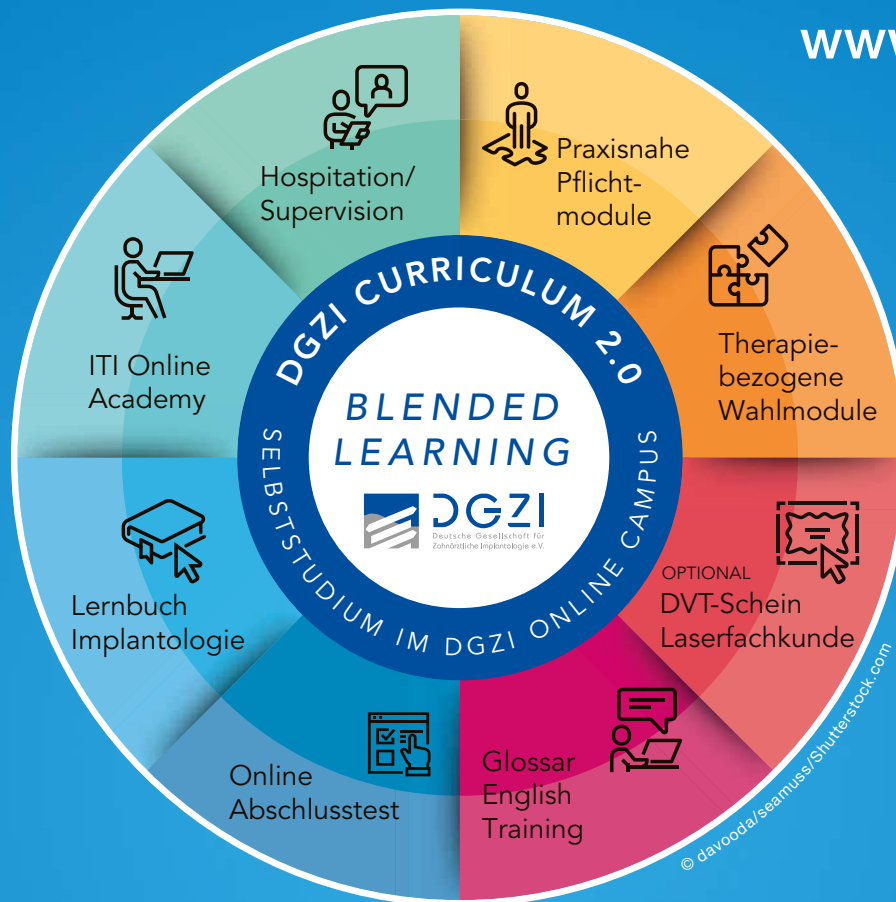 www
Hospitation/
Supervision
Praxisnahe
Pflicht-
module
Therapie-
bezogene
Wahlmodule
OPTIONAL
DVT-Schein
Laserfachkunde
Glossar
English
Training
Online
Abschlusstest
Lernbuch
Implantologie
ITI Online
Academy
DGZI CURRICULUM 2.0
BLENDED
LEARNING
DGZI
Deutsche Gesellschaft für
Zahnärztliche Implantologie e.V.
SELBSTSTUDIUM IM DGZI ONLINE CAMPUS
© davooda/seamuss/Shutterstock.com